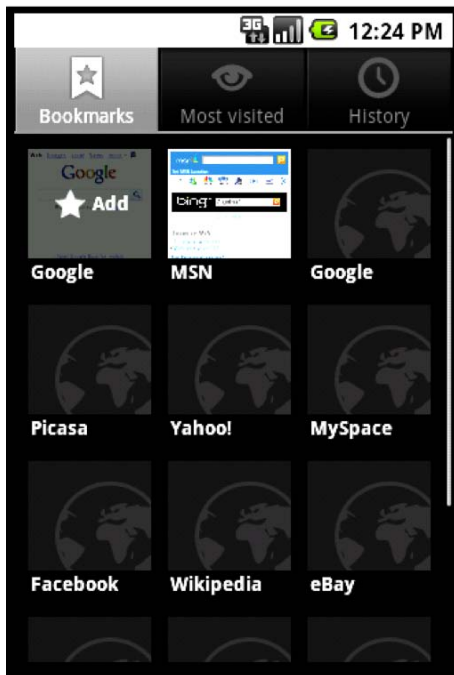 3G 12:24 PM
Bookmarks Most visited History
Google
Add
bing
Google MSN Google
Picasa Yahoo! MySpace
Facebook Wikipedia eBay